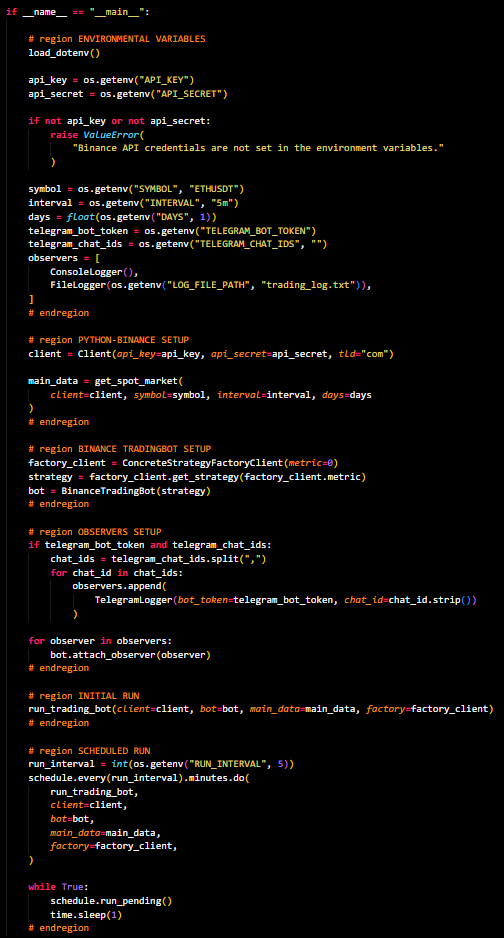 if __name__ == "__main__":
# region ENVIRONMENTAL VARIABLES
load_dotenv()
api_key = os.getenv("API_KEY")
api_secret = os.getenv("API_SECRET")
if not api_key or not api_secret:
raise ValueError(
"Binance API credentials are not set in the environment variables."
)
symbol = os.getenv("SYMBOL", "ETHUSDT")
interval = os.getenv("INTERVAL", "5m")
days = float(os.getenv("DAYS", 1))
telegram_bot_token = os.getenv("TELEGRAM_BOT_TOKEN")
telegram_chat_ids = os.getenv("TELEGRAM_CHAT_IDS", "")
observers = [
ConsoleLogger(),
FileLogger(os.getenv("LOG_FILE_PATH", "trading_log.txt")),
]
# endregion
# region PYTHON-BINANCE SETUP
client = Client(api_key=api_key, api_secret=api_secret, tld="com")
main_data = get_spot_market(
client=client, symbol=symbol, interval=interval, days=days
)
# endregion
# region BINANCE TRADINGBOT SETUP
factory_client = ConcreteStrategyFactoryClient(metric=0)
strategy = factory_client.get_strategy(factory_client.metric)
bot = BinanceTradingBot(strategy)
# endregion
# region OBSERVERS SETUP
if telegram_bot_token and telegram_chat_ids:
chat_ids = telegram_chat_ids.split(",")
for chat_id in chat_ids:
observers.append(
TelegramLogger(bot_token=telegram_bot_token, chat_id=chat_id.strip())
)
for observer in observers:
bot.attach_observer(observer)
# endregion
# region INITIAL RUN
run_trading_bot(client=client, bot=bot, main_data=main_data, factory=factory_client)
# endregion
# region SCHEDULED RUN
run_interval = int(os.getenv("RUN_INTERVAL", 5))
schedule.every(run_interval).minutes.do(
run_trading_bot,
client=client,
bot=bot,
main_data=main_data,
factory=factory_client,
)
while True:
schedule.run_pending()
time.sleep(1)
# endregion